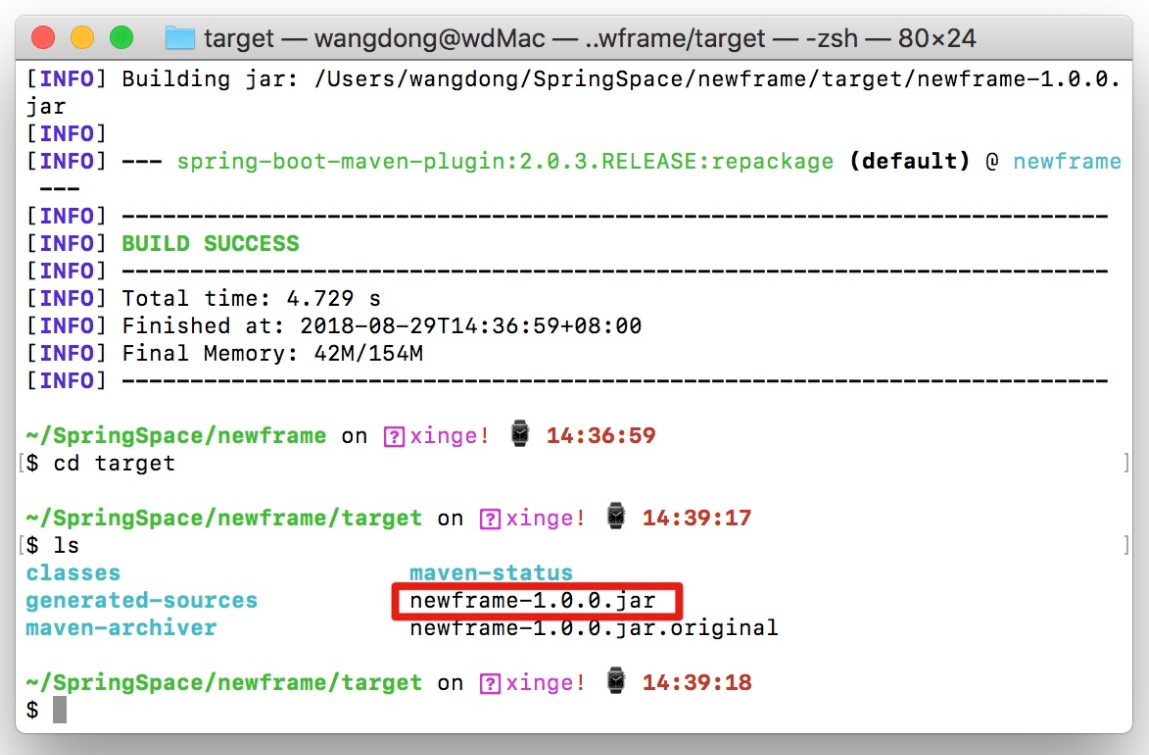 target — wangdong@wdMac — ..wframe/target — -zsh — 80×24
[INFO] Building jar: /Users/wangdong/SpringSpace/newframe/target/newframe-1.0.0.
jar
[INFO]
[INFO] --- spring-boot-maven-plugin:2.0.3.RELEASE:repackage (default) @ newframe
---
[INFO] ------------------------------------------------------------------------
[INFO] BUILD SUCCESS
[INFO] ------------------------------------------------------------------------
[INFO] Total time: 4.729 s
[INFO] Finished at: 2018-08-29T14:36:59+08:00
[INFO] Final Memory: 42M/154M
[INFO] ------------------------------------------------------------------------
~/SpringSpace/newframe on [?]xinge! ⌚ 14:36:59
[$ cd target ]
~/SpringSpace/newframe/target on [?]xinge! ⌚ 14:39:17
[$ ls ]
classes maven-status
generated-sources newframe-1.0.0.jar
maven-archiver newframe-1.0.0.jar.original
~/SpringSpace/newframe/target on [?]xinge! ⌚ 14:39:18
$